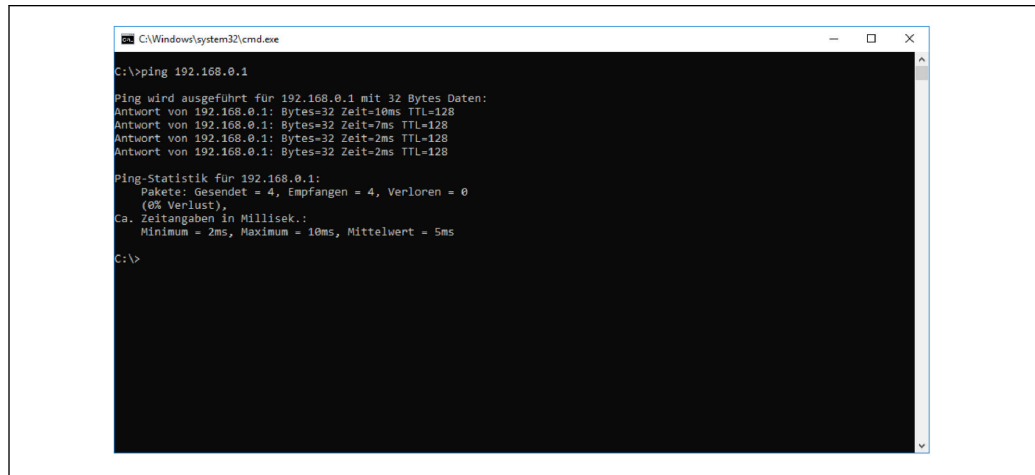 C:\Windows\system32\cmd.exe
C:\>ping 192.168.0.1
Ping wird ausgeführt für 192.168.0.1 mit 32 Bytes Daten:
Antwort von 192.168.0.1: Bytes=32 Zeit=10ms TTL=128
Antwort von 192.168.0.1: Bytes=32 Zeit=7ms TTL=128
Antwort von 192.168.0.1: Bytes=32 Zeit=2ms TTL=128
Antwort von 192.168.0.1: Bytes=32 Zeit=2ms TTL=128
Ping-Statistik für 192.168.0.1:
    Pakete: Gesendet = 4, Empfangen = 4, Verloren = 0
    (0% Verlust),
Ca. Zeitangaben in Millisek.:
    Minimum = 2ms, Maximum = 10ms, Mittelwert = 5ms
C:\>